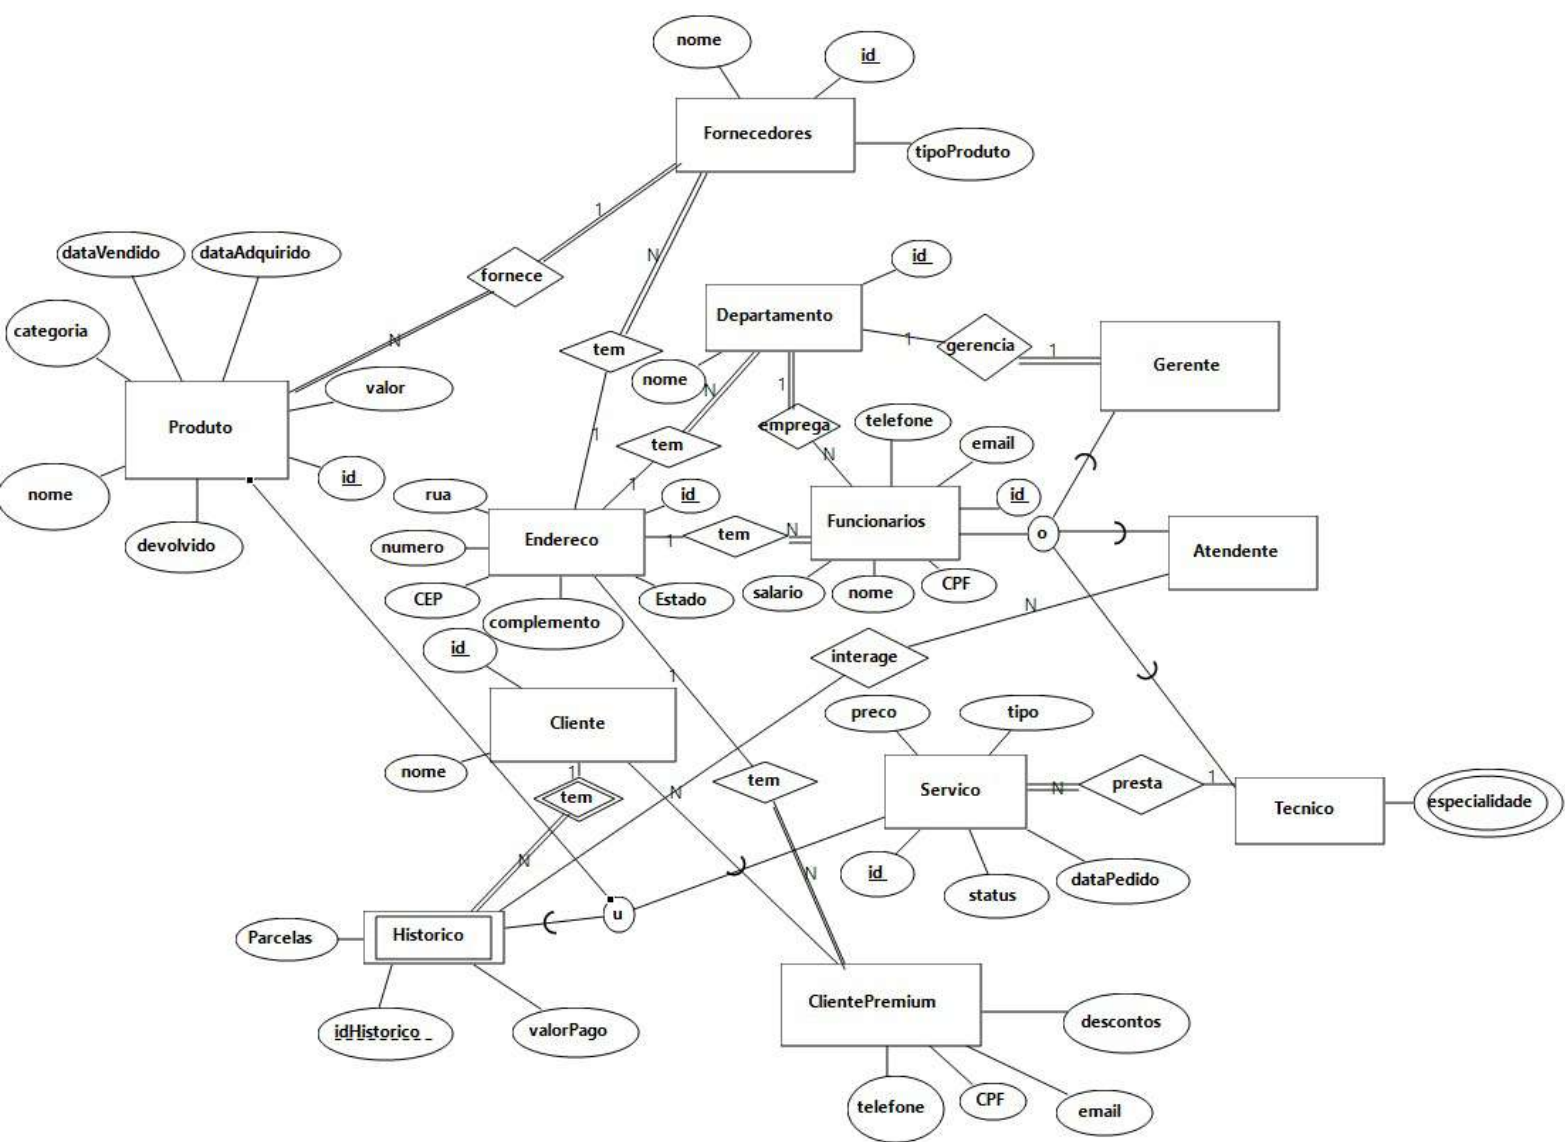 nome
id
Fornecedores
tipoProduto
1
N
dataVendido
dataAdquirido
fornece
id
categoria
N
tem
Departamento
1
gerencia
1
Gerente
nome
N
1
valor
Produto
emprega
telefone
1
tem
N
email
nome
id
rua
1
id
id
Funcionarios
devolvido
numero
Endereco
1
tem
N
o
Atendente
CEP
complemento
Estado
salario
nome
CPF
N
id
interage
1
preco
tipo
Cliente
nome
1
tem
N
tem
Servico
N
presta
1
Tecnico
especialidade
N
N
id
status
dataPedido
u
Parcelas
Historico
ClientePremium
idHistorico
valorPago
descontos
telefone
CPF
email